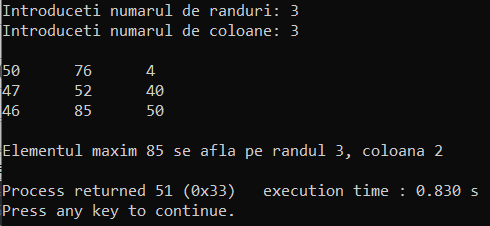 Introduceti numarul de randuri: 3
Introduceti numarul de coloane: 3
50 76 4
47 52 40
46 85 50
Elementul maxim 85 se afla pe randul 3, coloana 2
Process returned 51 (0x33) execution time : 0.830 s
Press any key to continue.